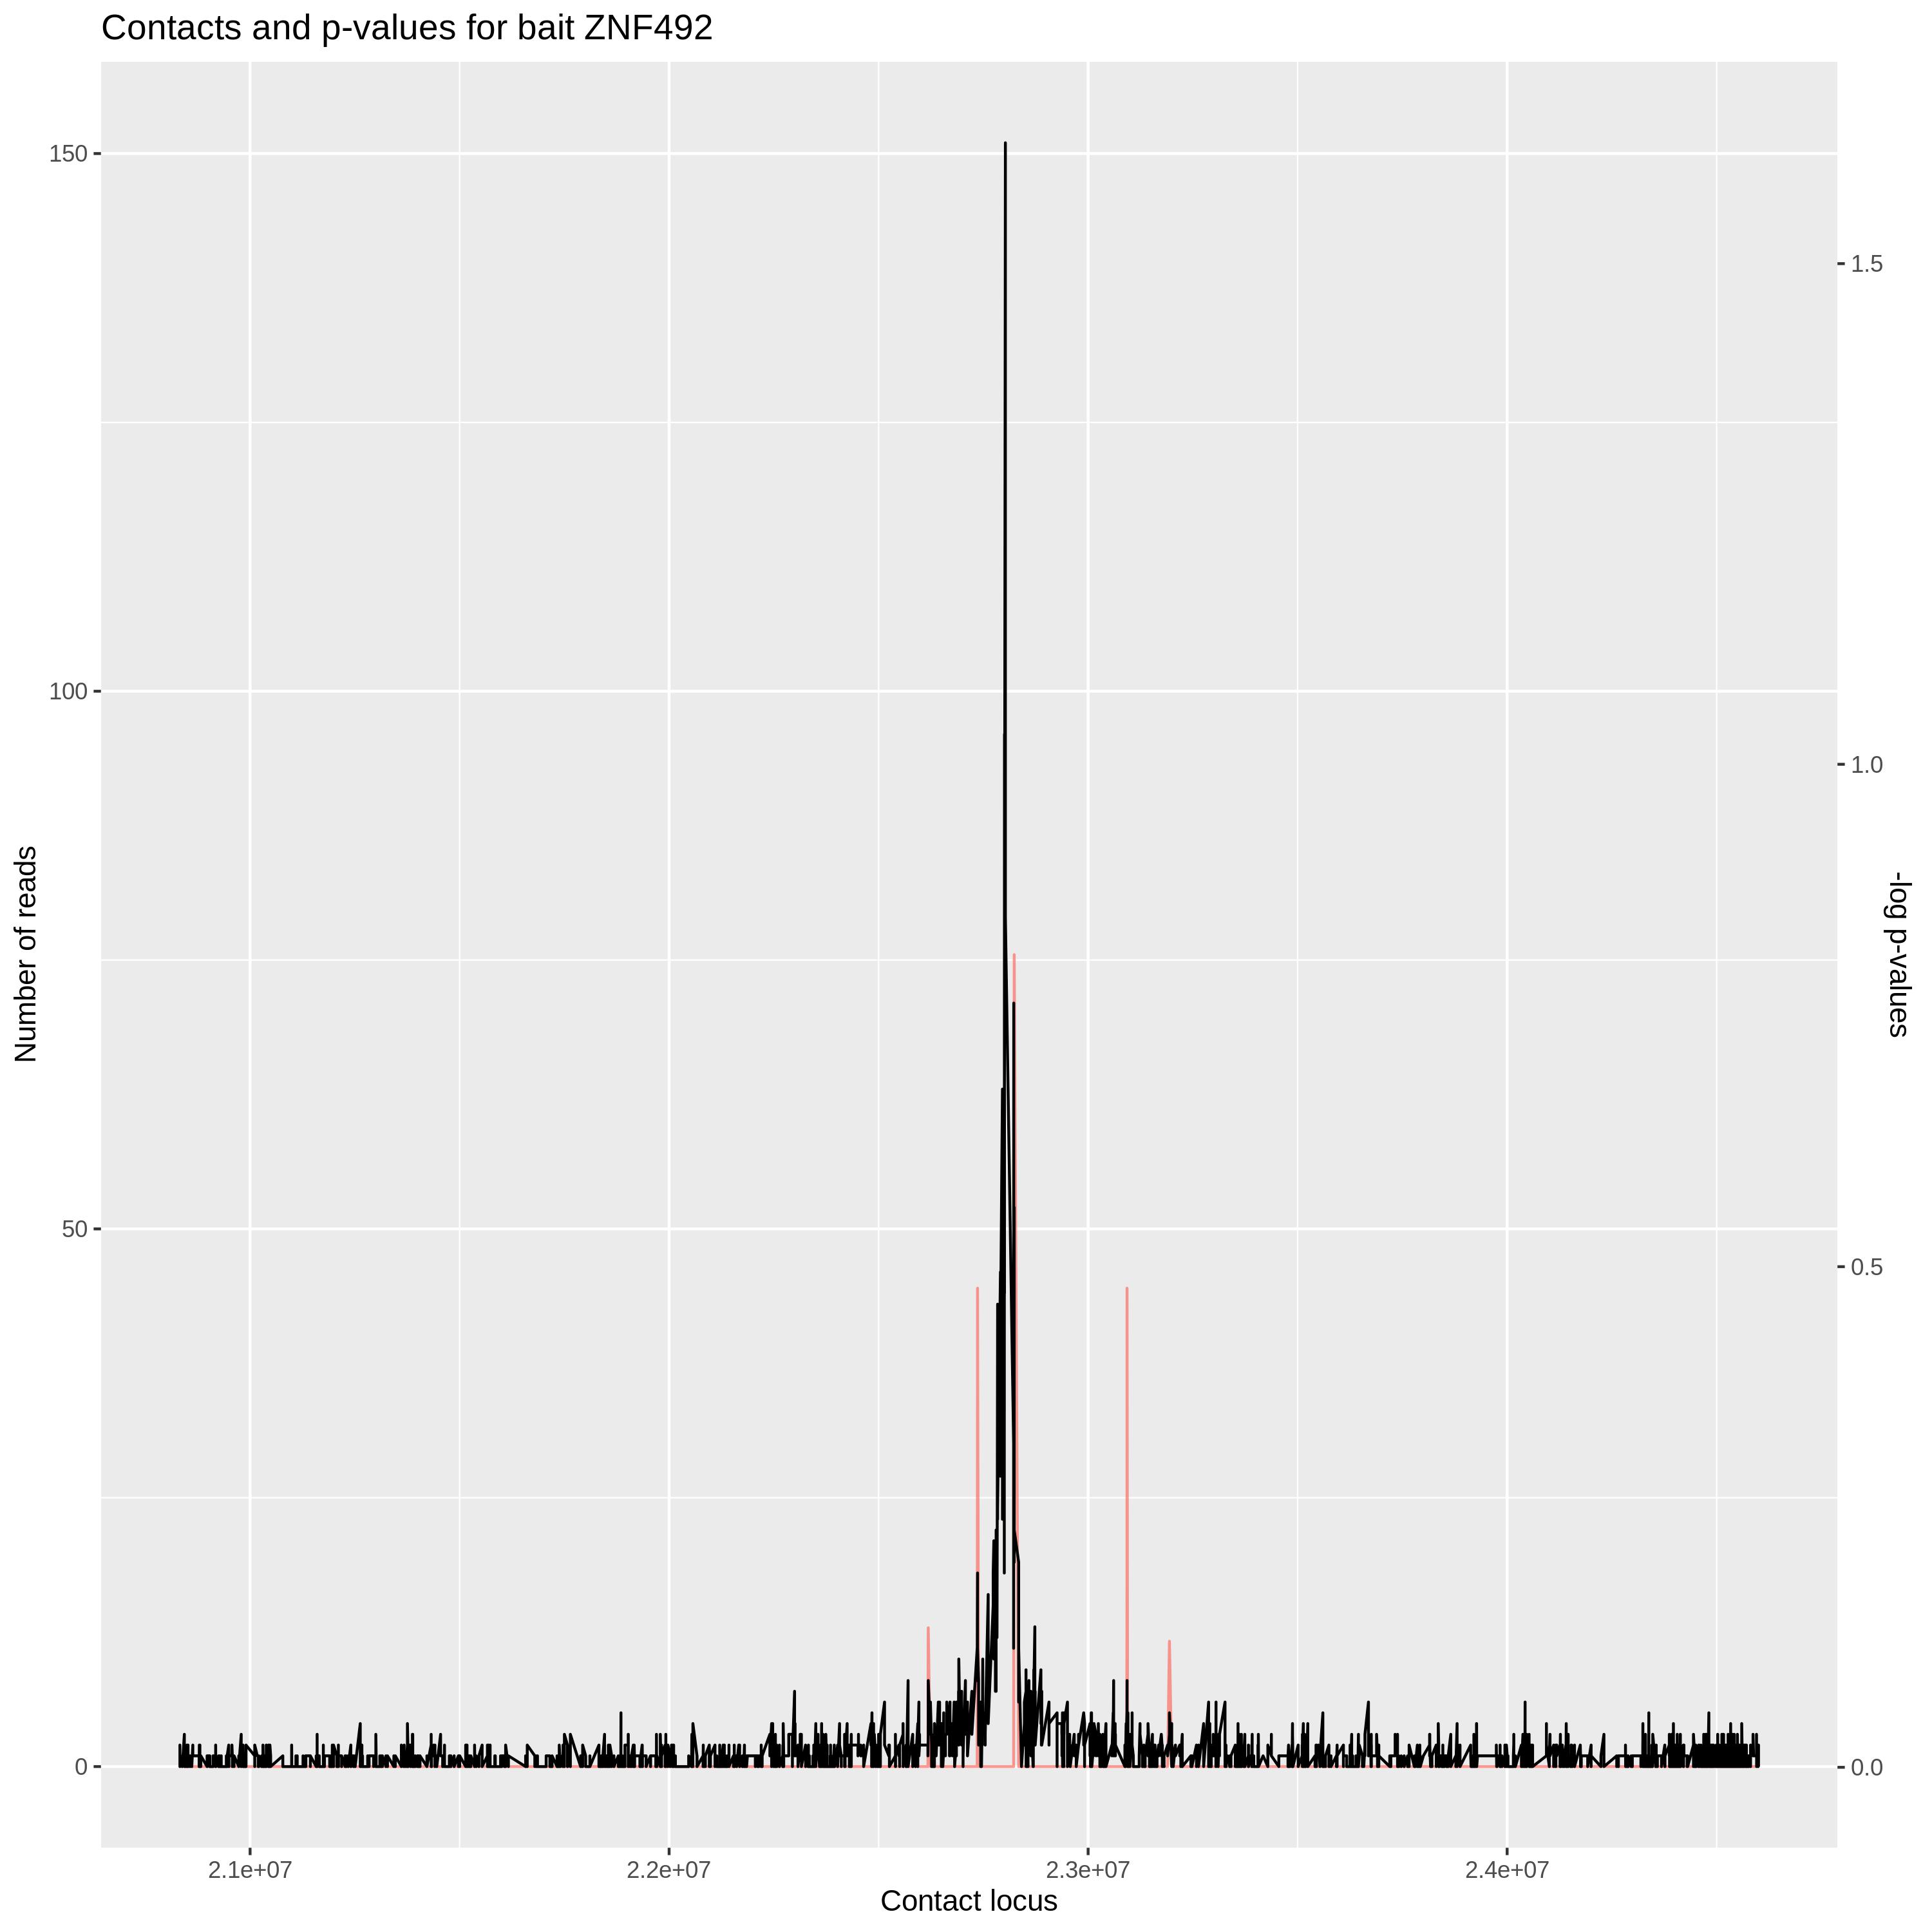 Contacts and p-values for bait ZNF492
150
100
50
0
Number of reads
1.5
1.0
0.5
0.0
-log p-values
2.1e+07 2.2e+07 2.3e+07 2.4e+07
Contact locus